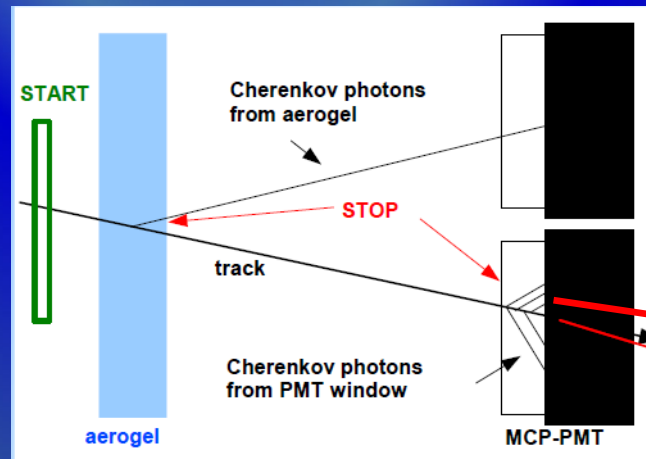 START
Cherenkov photons
from aerogel
STOP
track
Cherenkov photons
from PMT window
aerogel
MCP-PMT